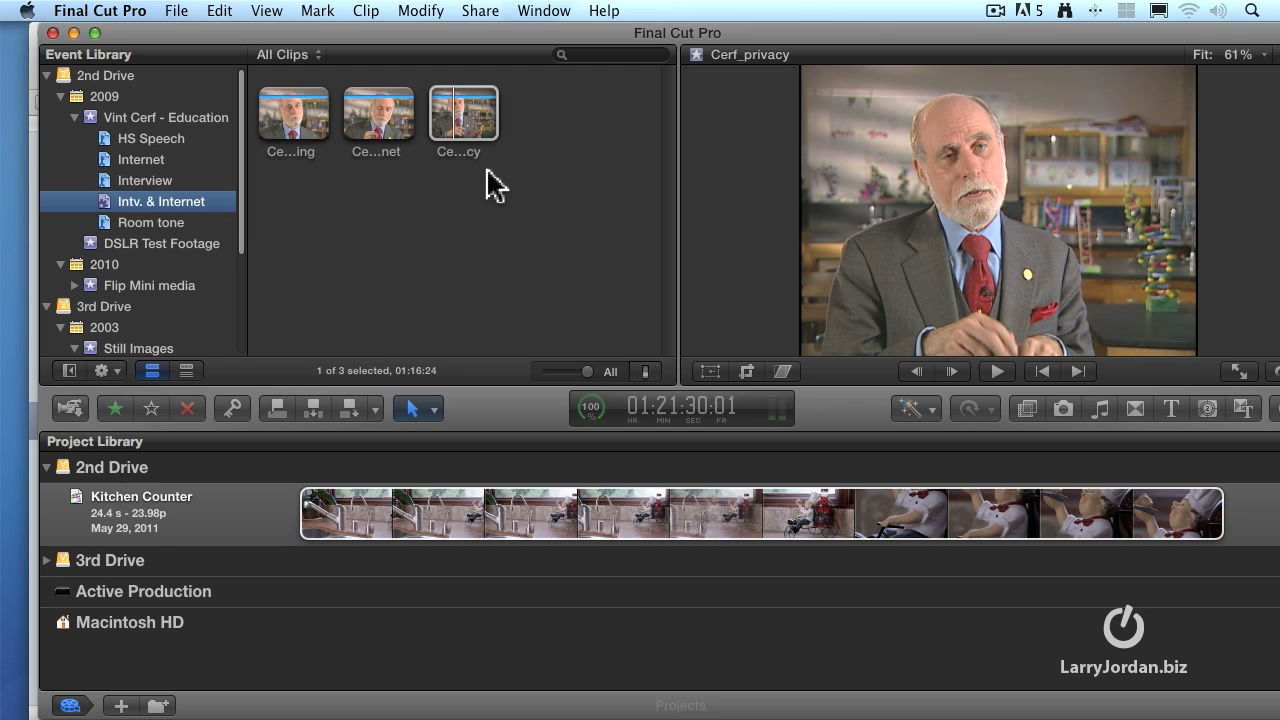 Final Cut Pro File Edit View Mark Clip Modify Share Window Help 5
Final Cut Pro
Event Library All Clips Cerf_privacy Fit: 61%
2nd Drive
2009
Vint Cerf - Education
HS Speech
Internet
Interview
Intv. & Internet
Room tone
DSLR Test Footage
2010
Flip Mini media
3rd Drive
2003
Still Images
Ce...ing Ce...net Ce...cy
1 of 3 selected, 01:16:24 All
100 % 01:21:30:01
HR MIN SEC FR
Project Library
2nd Drive
Kitchen Counter
24.4 s - 23.98p
May 29, 2011
3rd Drive
Active Production
Macintosh HD
LarryJordan.biz
Projects